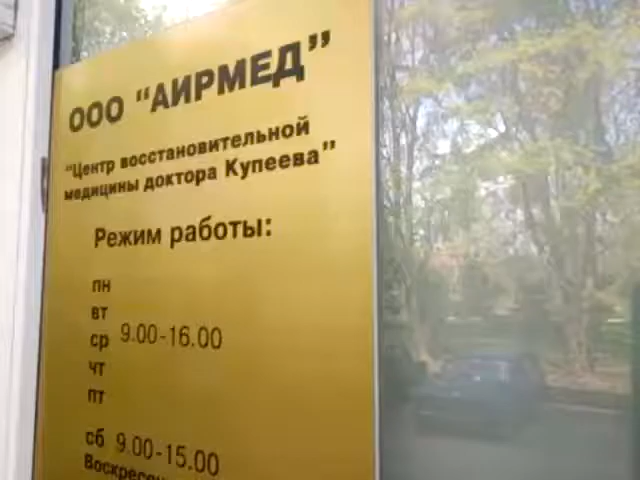 ООО “АИРМЕД”
“Центр восстановительной
медицины доктора Купеева”
Режим работы:
пн
вт
ср 9.00-16.00
чт
пт
сб 9.00-15.00